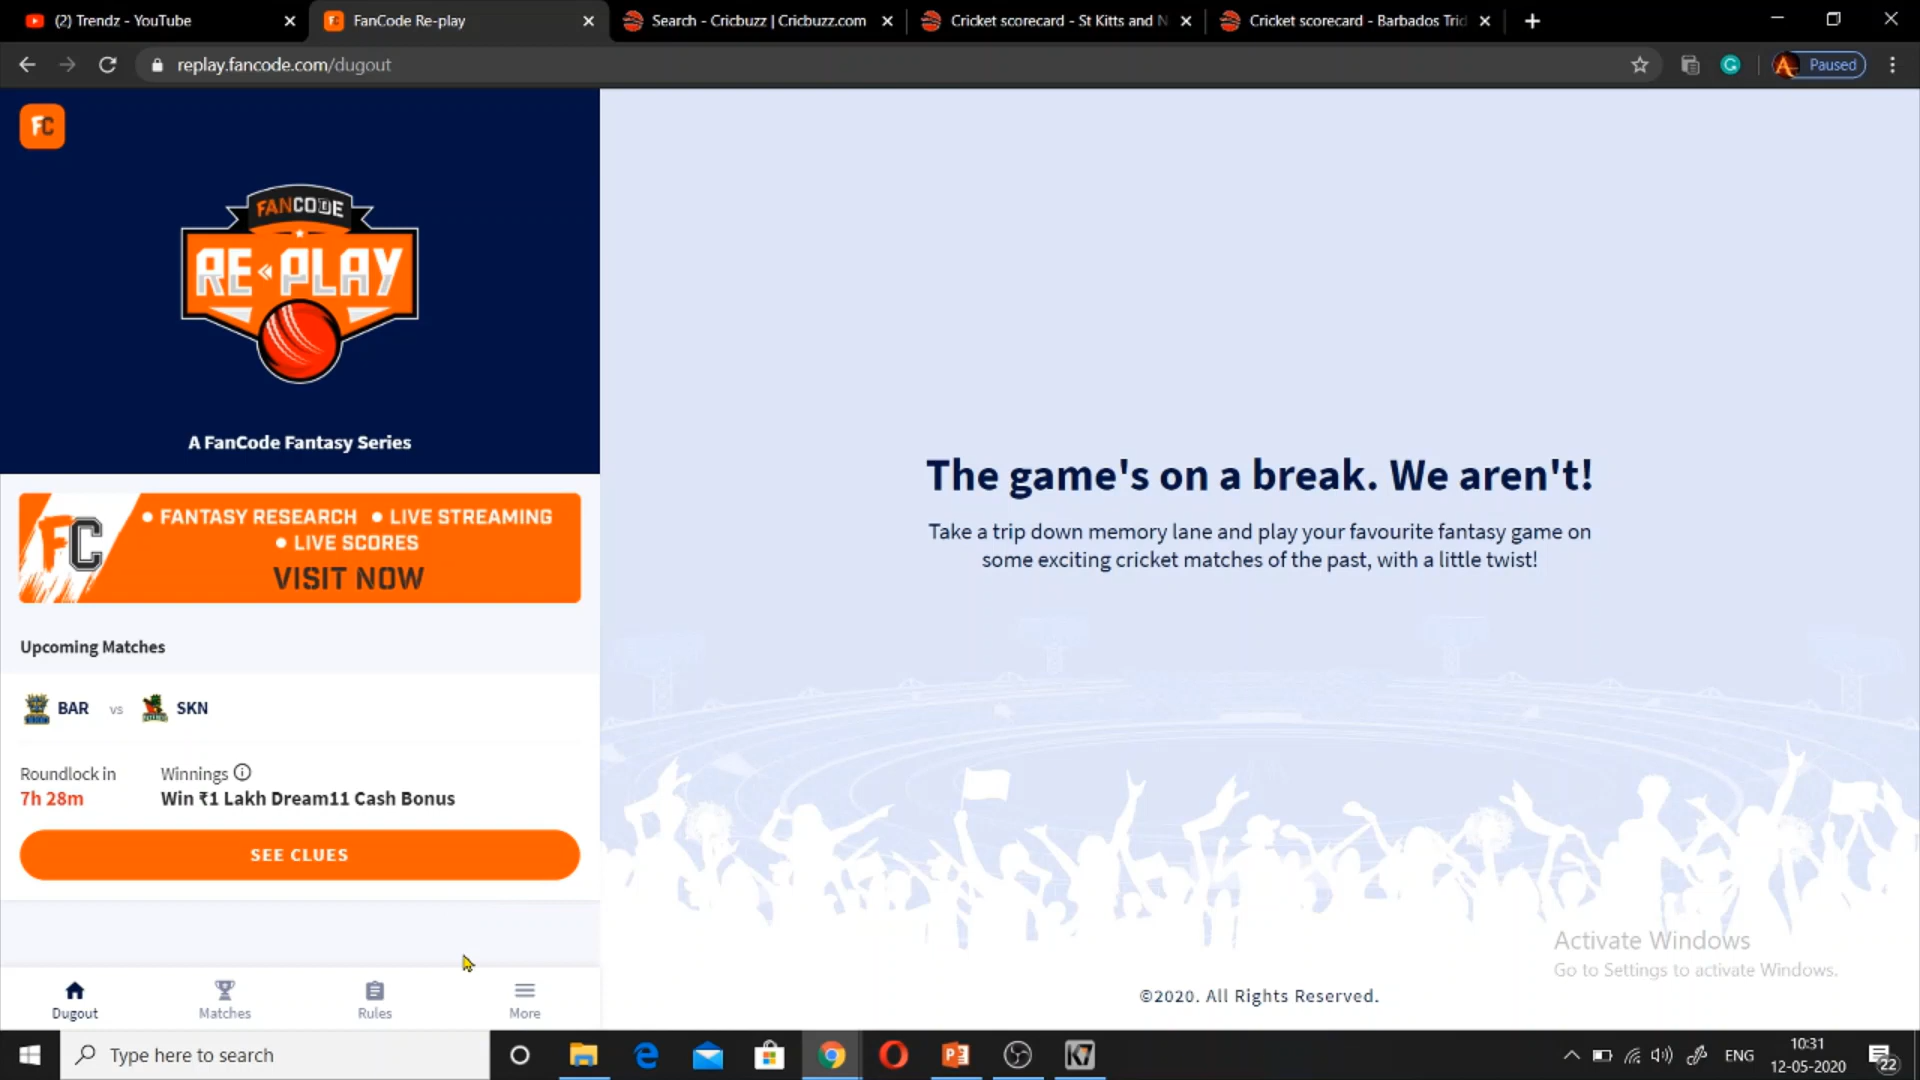 (2) Trendz - YouTube
FanCode Re-play
Search - Cricbuzz | Cricbuzz.com
Cricket scorecard - St Kitts and N
Cricket scorecard - Barbados Trid
replay.fancode.com/dugout
Paused
FC
FANCODE
RE PLAY
A FanCode Fantasy Series
FC
• FANTASY RESEARCH • LIVE STREAMING
• LIVE SCORES
VISIT NOW
Upcoming Matches
BAR vs SKN
Roundlock in
7h 28m
Winnings
Win ₹1 Lakh Dream11 Cash Bonus
SEE CLUES
Dugout
Matches
Rules
More
The game's on a break. We aren't!
Take a trip down memory lane and play your favourite fantasy game on
some exciting cricket matches of the past, with a little twist!
©2020. All Rights Reserved.
Activate Windows
Go to Settings to activate Windows.
Type here to search
K7
ENG
10:31
12-05-2020
22